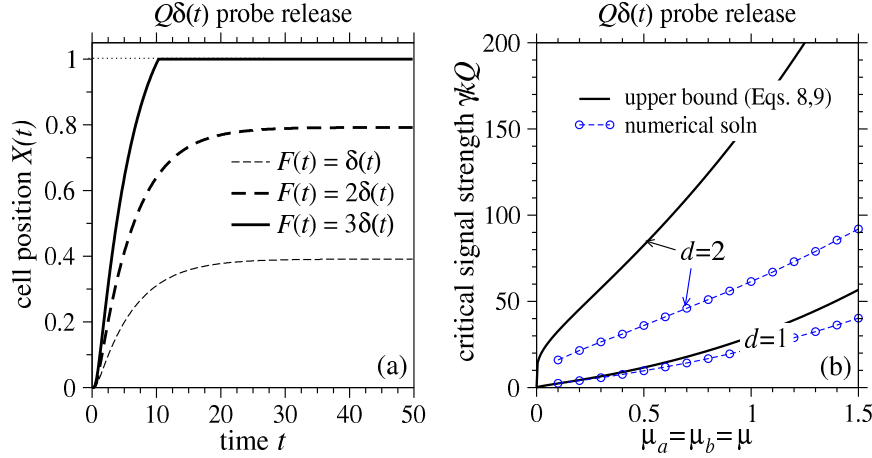 Qδ(t) probe release
cell position X(t)
1
0.8
0.6
0.4
0.2
0
F(t) = δ(t)
F(t) = 2δ(t)
F(t) = 3δ(t)
(a)
0 10 20 30 40 50
time t
Qδ(t) probe release
critical signal strength γkQ
200
150
100
50
0
upper bound (Eqs. 8,9)
numerical soln
d=2
d=1
(b)
0 0.5 1 1.5
μa=μb=μ